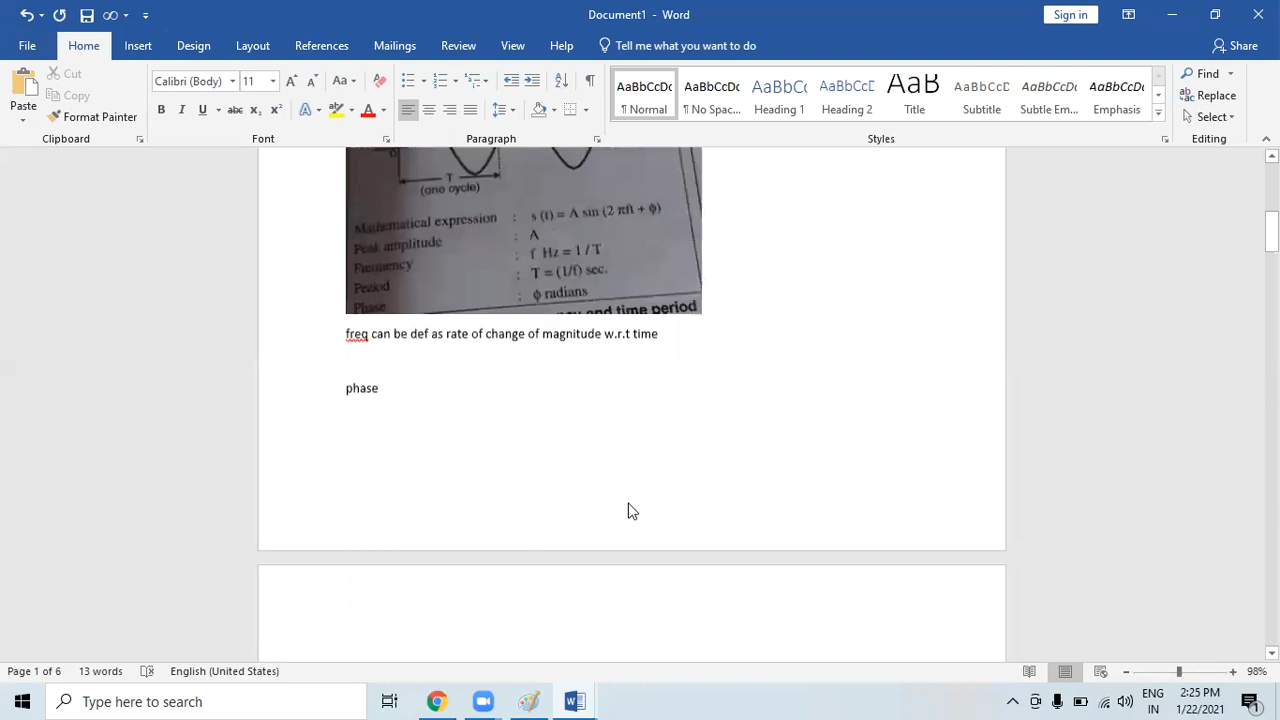 Document1 - Word
Sign in
File Home Insert Design Layout References Mailings Review View Help Tell me what you want to do Share
Paste
Cut
Copy
Format Painter
Clipboard
Calibri (Body) 11
Font
Paragraph
AaBbCcDc AaBbCcDc AaBbCc AaBbCcD AaB AaBbCcD AaBbCcDc AaBbCcDc
¶ Normal ¶ No Spac... Heading 1 Heading 2 Title Subtitle Subtle Em... Emphasis
Styles
Find
Replace
Select
Editing
T
(one cycle)
Mathematical expression : s (t) = A sin (2 πft + ϕ)
Peak amplitude : A
Frequency : f Hz = 1 / T
Period : T = (1/f) sec.
Phase : ϕ radians
and time period
freq can be def as rate of change of magnitude w.r.t time
phase
Page 1 of 6 13 words English (United States) 98%
Type here to search
ENG
IN
2:25 PM
1/22/2021